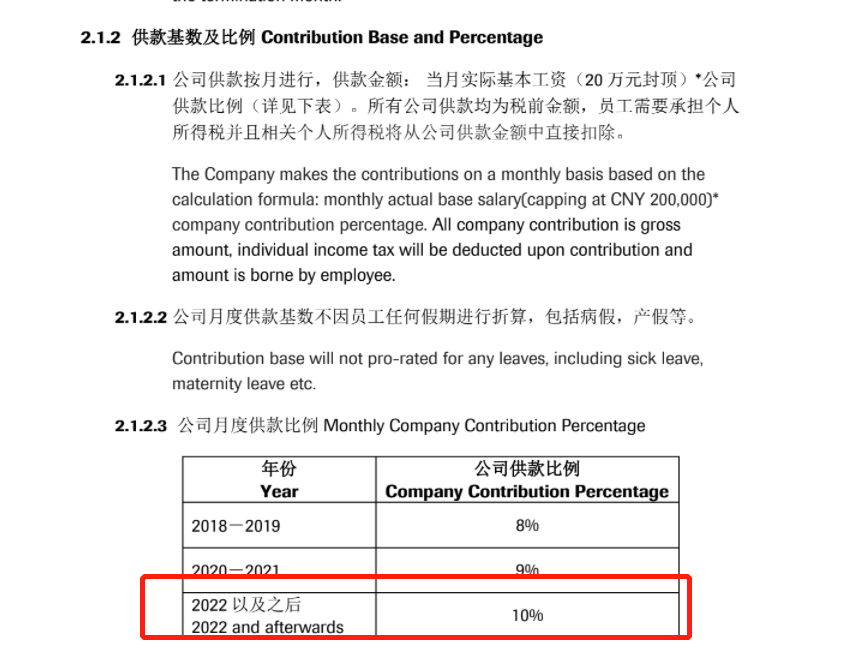 2.1.2 供款基数及比例 Contribution Base and Percentage
2.1.2.1 公司供款按月进行，供款金额： 当月实际基本工资（20 万元封顶）*公司
供款比例（详见下表）。所有公司供款均为税前金额，员工需要承担个人
所得税并且相关个人所得税将从公司供款金额中直接扣除。
The Company makes the contributions on a monthly basis based on the
calculation formula: monthly actual base salary(capping at CNY 200,000)*
company contribution percentage. All company contribution is gross
amount, individual income tax will be deducted upon contribution and
amount is borne by employee.
2.1.2.2 公司月度供款基数不因员工任何假期进行折算，包括病假，产假等。
Contribution base will not pro-rated for any leaves, including sick leave,
maternity leave etc.
2.1.2.3 公司月度供款比例 Monthly Company Contribution Percentage
年份 公司供款比例
Year Company Contribution Percentage
2018－2019 8%
2020－2021 9%
2022 以及之后
2022 and afterwards 10%